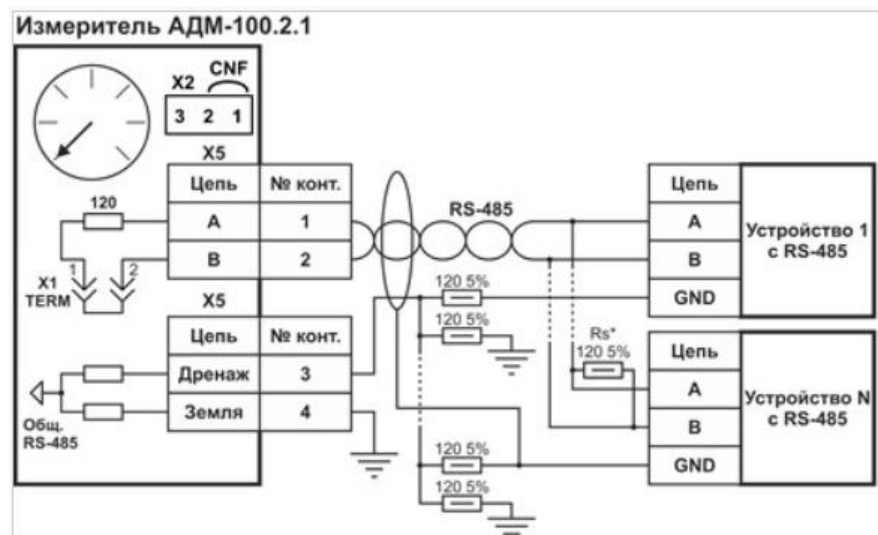 Измеритель АДМ-100.2.1
X2 CNF
3 2 1
X5
Цепь № конт.
A 1
B 2
120
X1
TERM
1 2
X5
Цепь № конт.
Дренаж 3
Земля 4
Общ.
RS-485
RS-485
120 5%
120 5%
Rs*
120 5%
120 5%
120 5%
Цепь
A
B
GND
Устройство 1
с RS-485
Цепь
A
B
GND
Устройство N
с RS-485